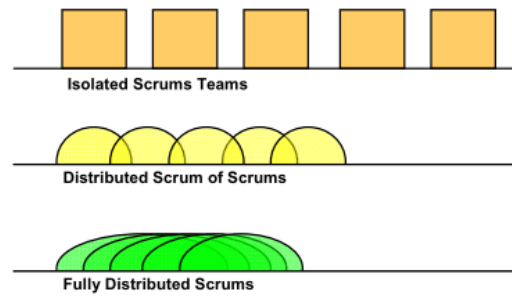 Isolated Scrums Teams
Distributed Scrum of Scrums
Fully Distributed Scrums